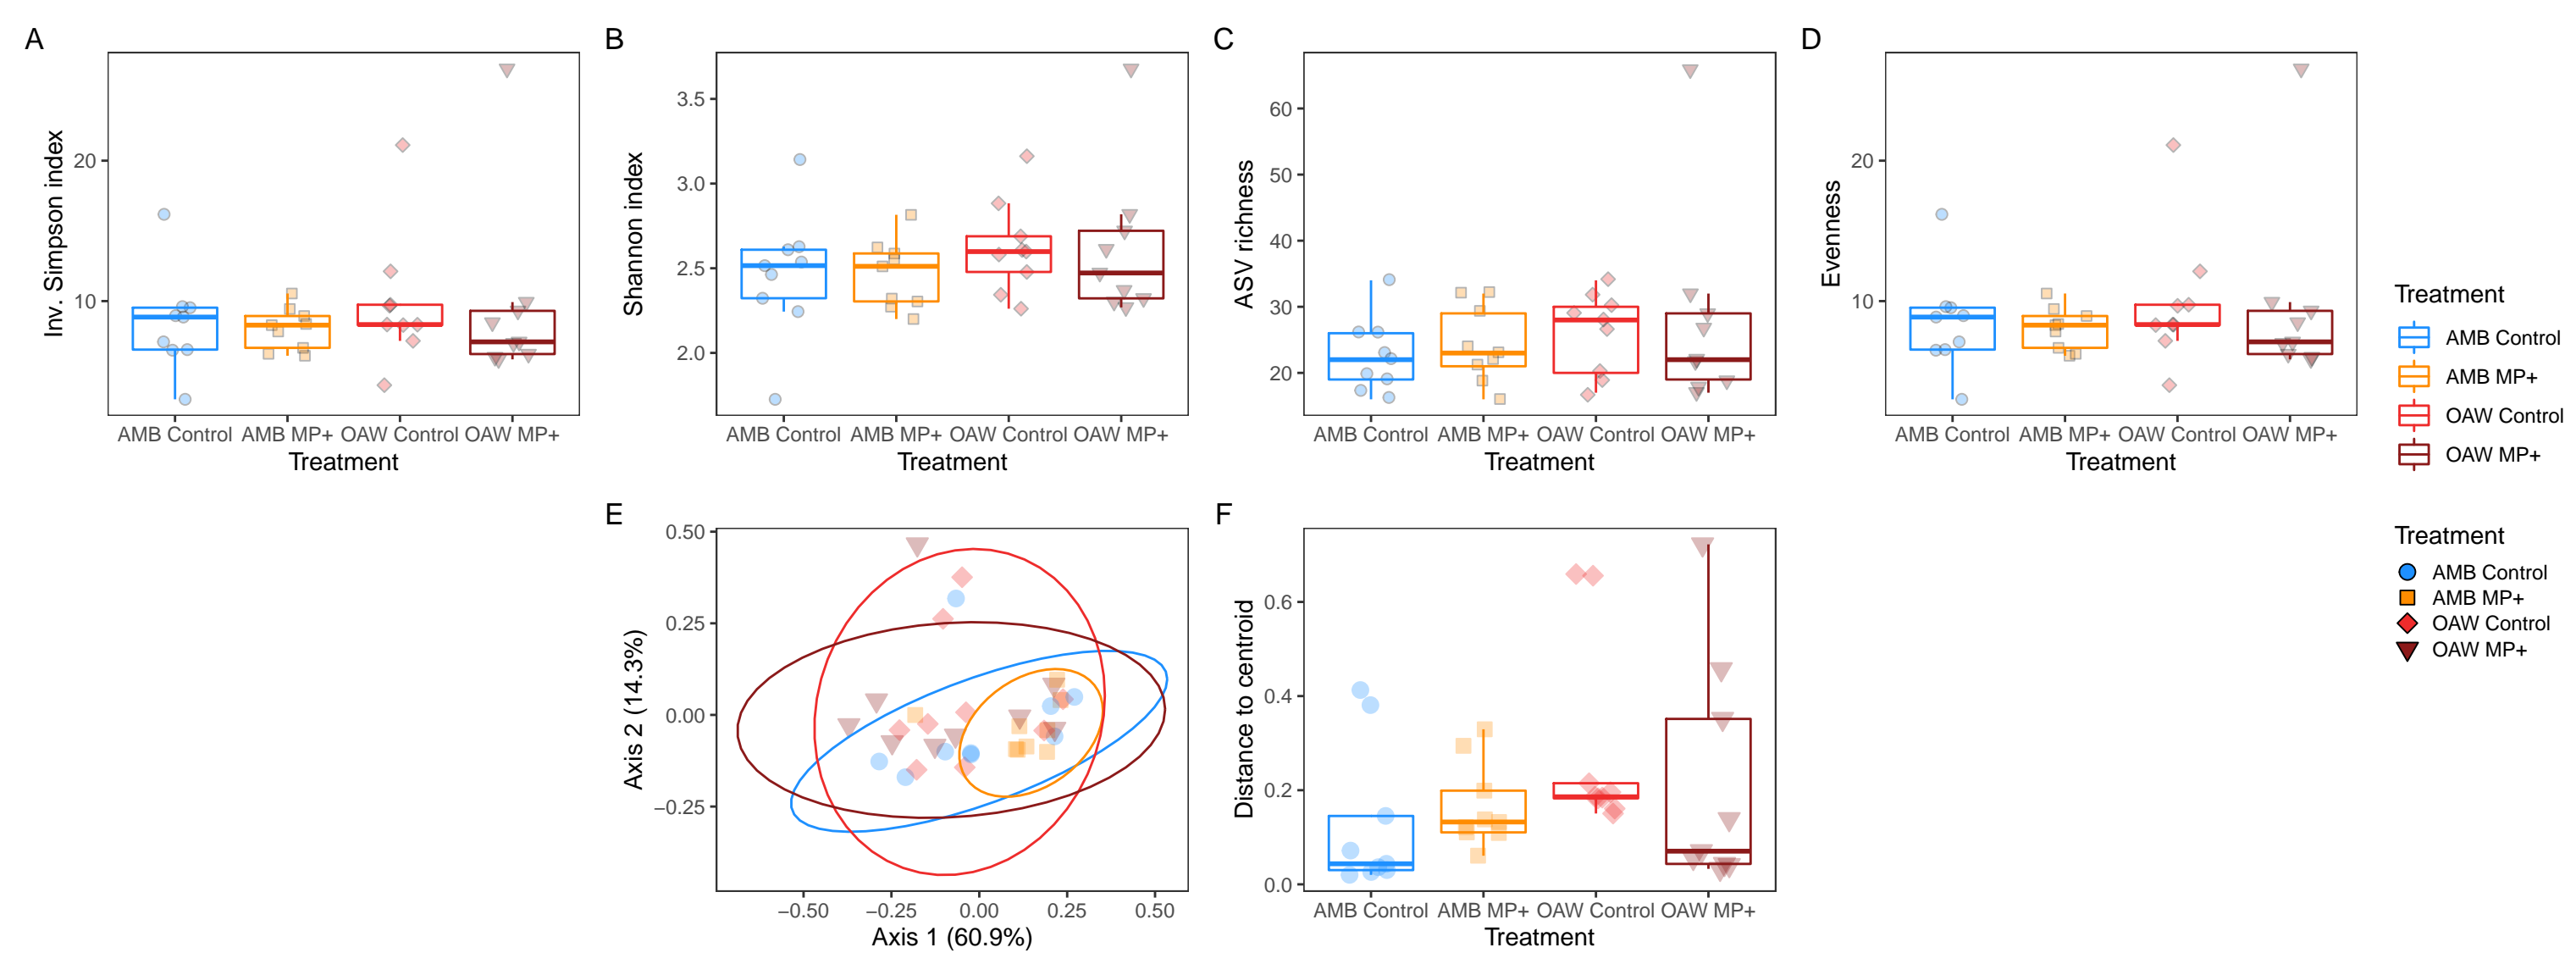 A
Inv. Simpson index
20
10
AMB Control AMB MP+ OAW Control OAW MP+
Treatment
B
Shannon index
3.5
3.0
2.5
2.0
AMB Control AMB MP+ OAW Control OAW MP+
Treatment
C
ASV richness
60
50
40
30
20
AMB Control AMB MP+ OAW Control OAW MP+
Treatment
D
Evenness
20
10
AMB Control AMB MP+ OAW Control OAW MP+
Treatment
Treatment
AMB Control
AMB MP+
OAW Control
OAW MP+
E
Axis 2 (14.3%)
0.50
0.25
0.00
−0.25
−0.50 −0.25 0.00 0.25 0.50
Axis 1 (60.9%)
F
Distance to centroid
0.6
0.4
0.2
0.0
AMB Control AMB MP+ OAW Control OAW MP+
Treatment
Treatment
AMB Control
AMB MP+
OAW Control
OAW MP+